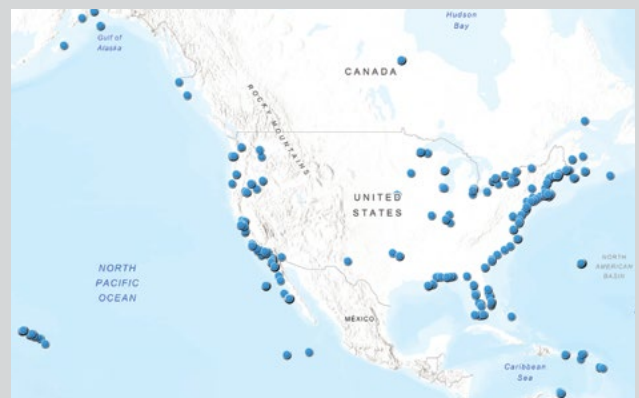 Hudson
Bay
Gulf of
Alaska
CANADA
ROCKY MOUNTAINS
UNITED
STATES
NORTH
PACIFIC
OCEAN
NORTH
AMERICAN
BASIN
MÉXICO
Caribbean
Sea